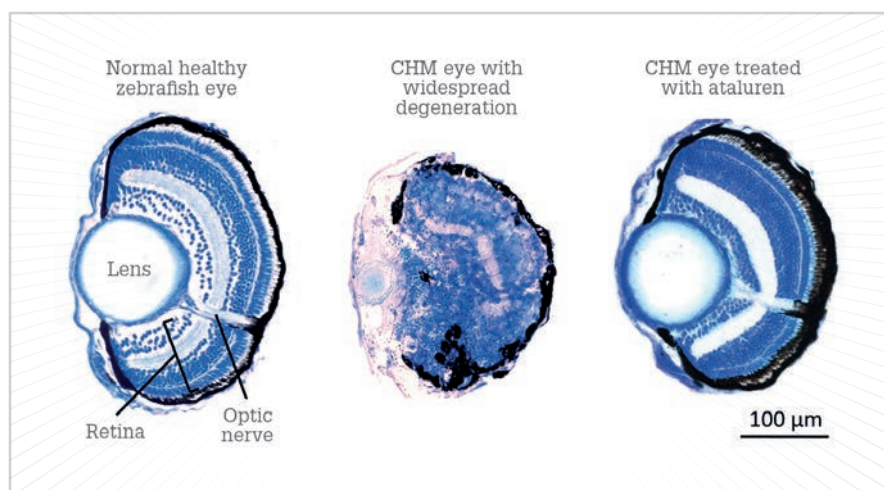 Normal healthy
zebrafish eye
CHM eye with
widespread
degeneration
CHM eye treated
with ataluren
Lens
Retina
Optic
nerve
100 μm